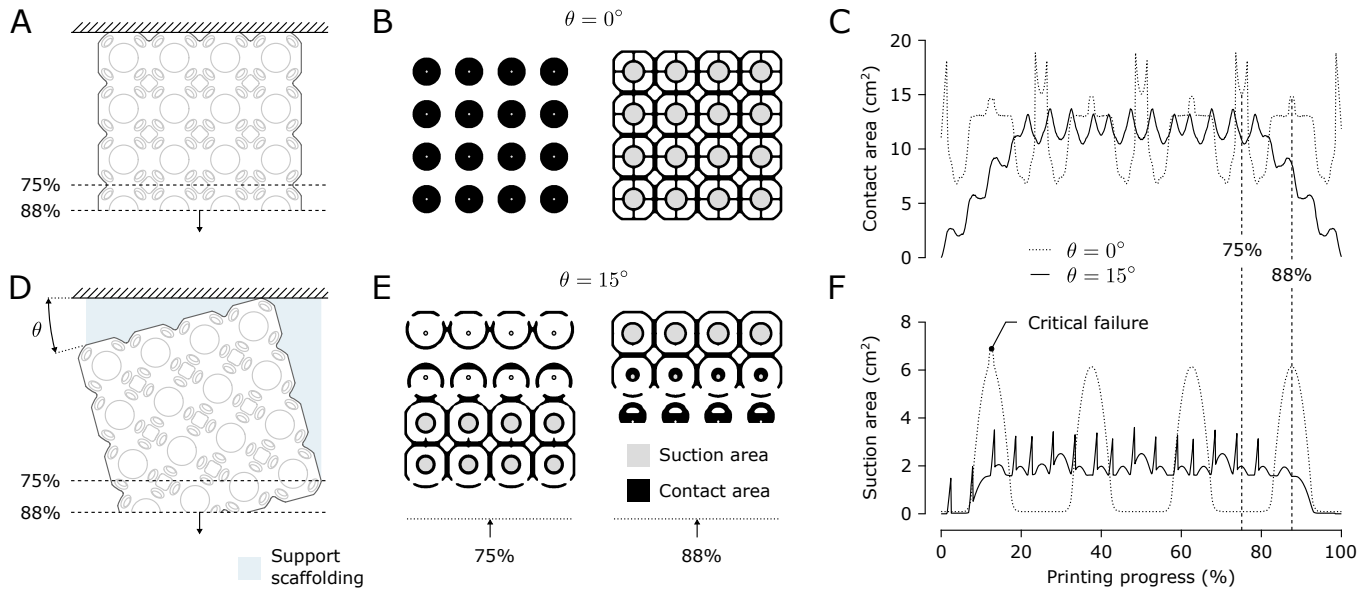 A
75%
88%
B
θ = 0°
C
20
15
10
5
0
Contact area (cm²)
θ = 0°
θ = 15°
75%
88%
D
θ
75%
88%
Support
scaffolding
E
θ = 15°
Suction area
Contact area
75%
88%
F
Critical failure
8
6
4
2
0
Suction area (cm²)
0
20
40
60
80
100
Printing progress (%)